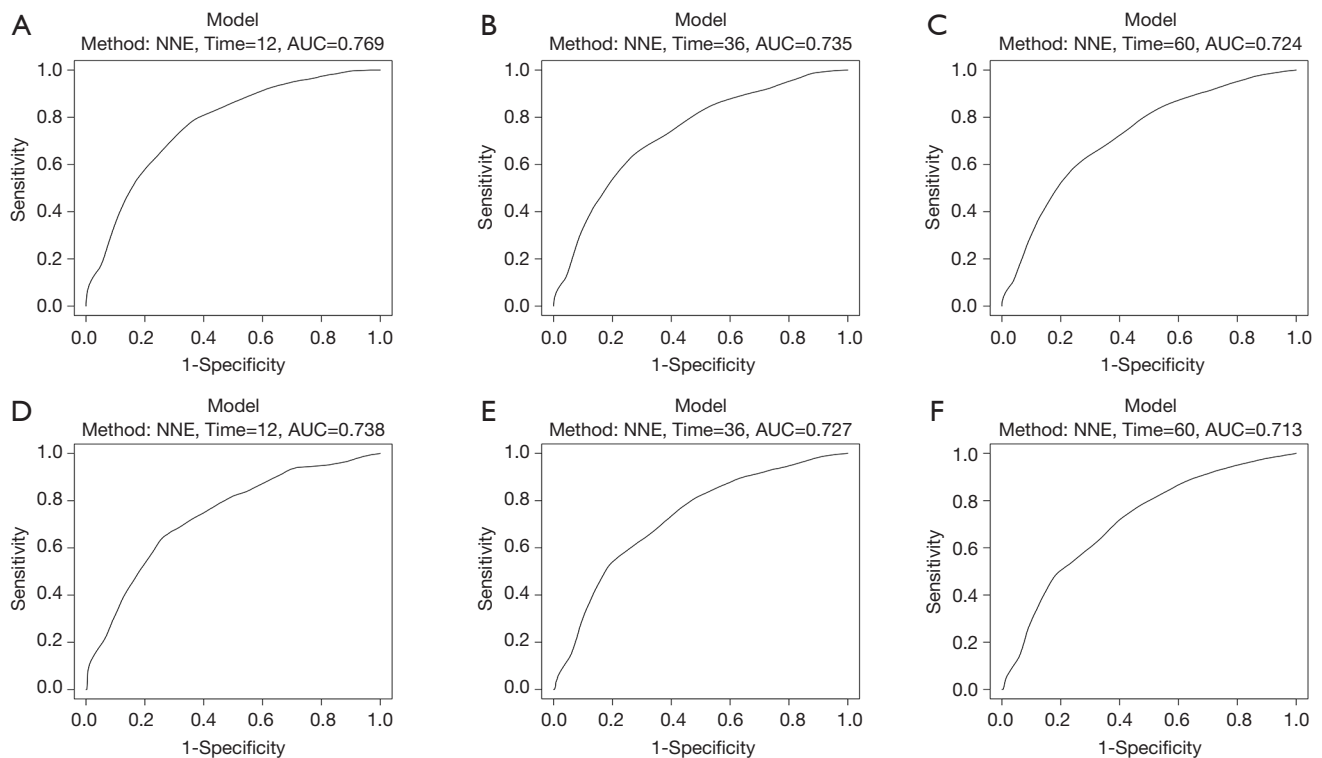 A
Model
Method: NNE, Time=12, AUC=0.769
1.0
0.8
0.6
0.4
0.2
0.0
Sensitivity
0.0 0.2 0.4 0.6 0.8 1.0
1-Specificity
B
Model
Method: NNE, Time=36, AUC=0.735
1.0
0.8
0.6
0.4
0.2
0.0
Sensitivity
0.0 0.2 0.4 0.6 0.8 1.0
1-Specificity
C
Model
Method: NNE, Time=60, AUC=0.724
1.0
0.8
0.6
0.4
0.2
0.0
Sensitivity
0.0 0.2 0.4 0.6 0.8 1.0
1-Specificity
D
Model
Method: NNE, Time=12, AUC=0.738
1.0
0.8
0.6
0.4
0.2
0.0
Sensitivity
0.0 0.2 0.4 0.6 0.8 1.0
1-Specificity
E
Model
Method: NNE, Time=36, AUC=0.727
1.0
0.8
0.6
0.4
0.2
0.0
Sensitivity
0.0 0.2 0.4 0.6 0.8 1.0
1-Specificity
F
Model
Method: NNE, Time=60, AUC=0.713
1.0
0.8
0.6
0.4
0.2
0.0
Sensitivity
0.0 0.2 0.4 0.6 0.8 1.0
1-Specificity